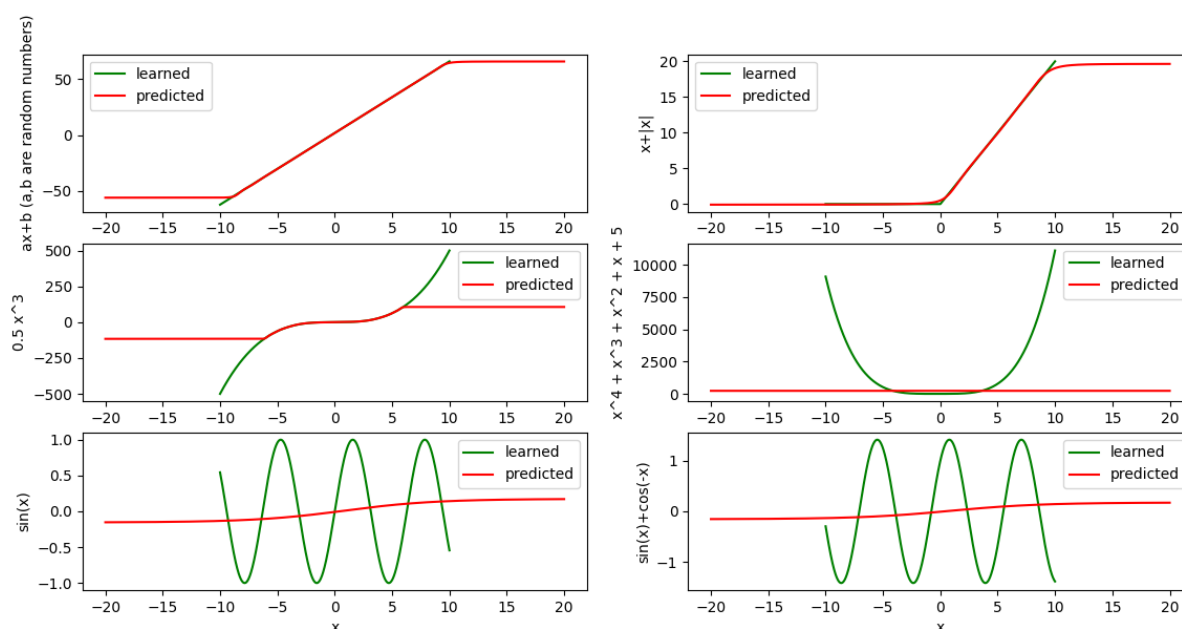 ax+b (a,b are random numbers)
50
0
−50
learned
predicted
−20 −15 −10 −5 0 5 10 15 20
x+|x|
20
15
10
5
0
learned
predicted
−20 −15 −10 −5 0 5 10 15 20
0.5 x^3
500
250
0
−250
−500
learned
predicted
−20 −15 −10 −5 0 5 10 15 20
x^4 + x^3 + x^2 + x + 5
10000
7500
5000
2500
0
learned
predicted
−20 −15 −10 −5 0 5 10 15 20
sin(x)
1.0
0.5
0.0
−0.5
−1.0
learned
predicted
−20 −15 −10 −5 0 5 10 15 20
x
sin(x)+cos(-x)
1
0
−1
learned
predicted
−20 −15 −10 −5 0 5 10 15 20
x